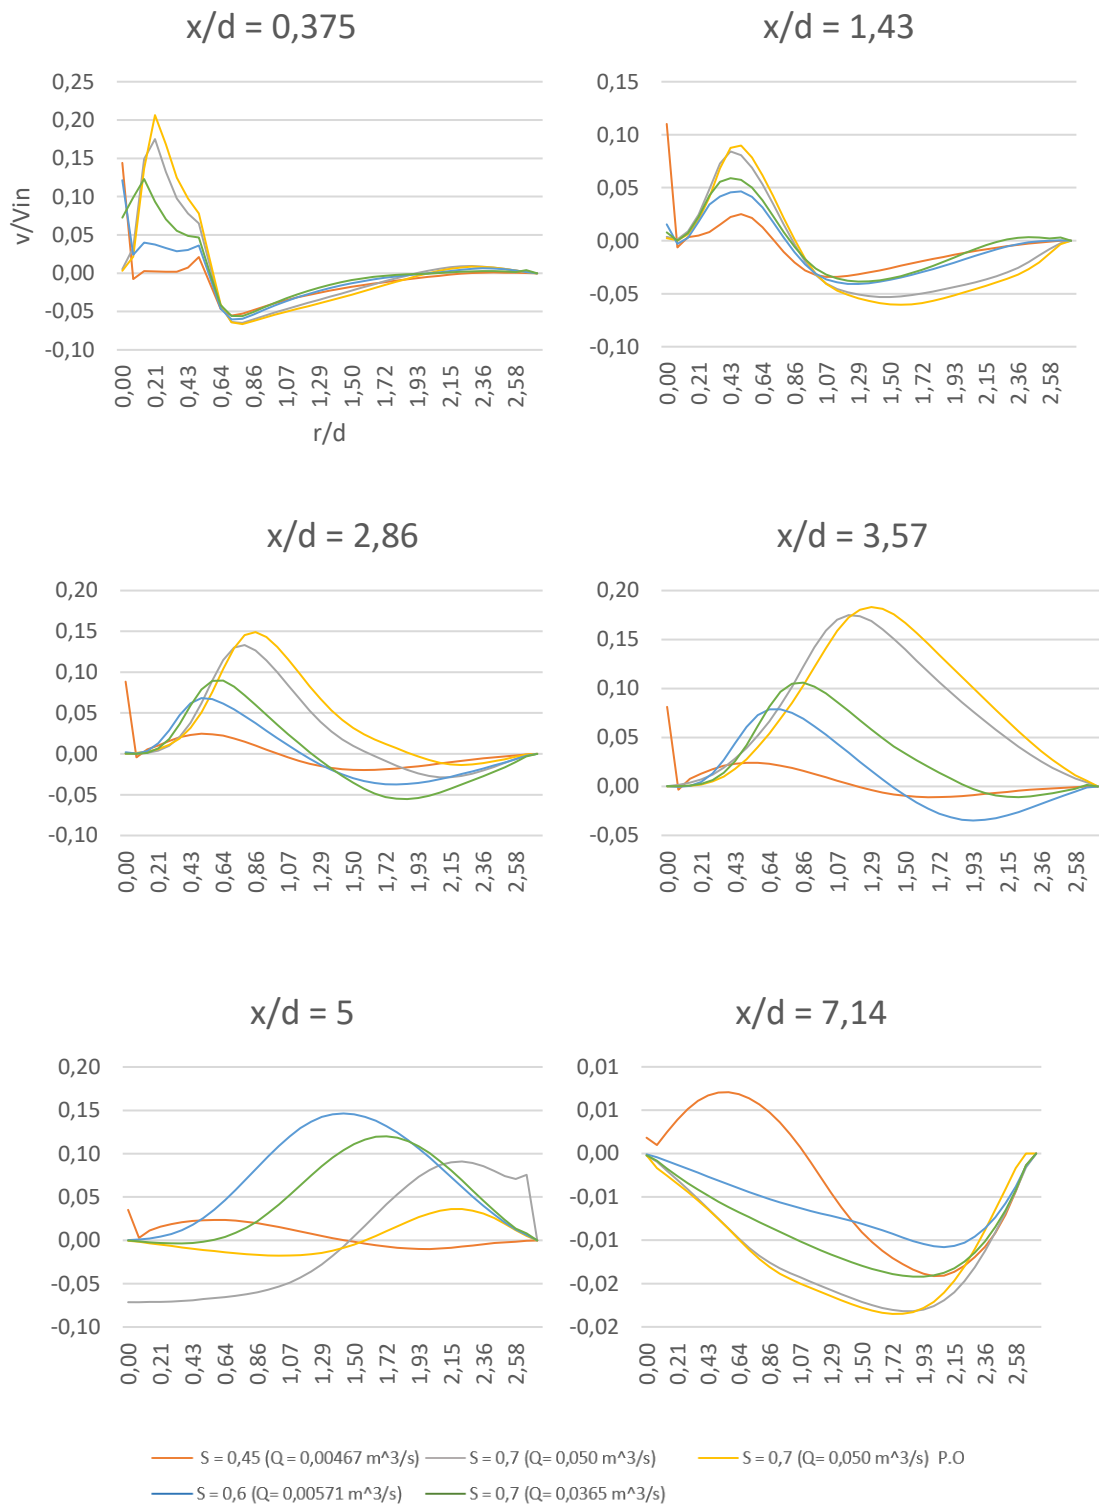 x/d = 0,375
x/d = 1,43
0,25
0,20
0,15
0,10
0,05
0,00
-0,05
-0,10
v/Vin
0,00 0,21 0,43 0,64 0,86 1,07 1,29 1,50 1,72 1,93 2,15 2,36 2,58
r/d
0,15
0,10
0,05
0,00
-0,05
-0,10
0,00 0,21 0,43 0,64 0,86 1,07 1,29 1,50 1,72 1,93 2,15 2,36 2,58
x/d = 2,86
x/d = 3,57
0,20
0,15
0,10
0,05
0,00
-0,05
-0,10
0,00 0,21 0,43 0,64 0,86 1,07 1,29 1,50 1,72 1,93 2,15 2,36 2,58
0,20
0,15
0,10
0,05
0,00
-0,05
0,00 0,21 0,43 0,64 0,86 1,07 1,29 1,50 1,72 1,93 2,15 2,36 2,58
x/d = 5
x/d = 7,14
0,20
0,15
0,10
0,05
0,00
-0,05
-0,10
0,00 0,21 0,43 0,64 0,86 1,07 1,29 1,50 1,72 1,93 2,15 2,36 2,58
0,01
0,01
0,00
-0,01
-0,01
-0,02
-0,02
0,00 0,21 0,43 0,64 0,86 1,07 1,29 1,50 1,72 1,93 2,15 2,36 2,58
S = 0,45 (Q= 0,00467 m^3/s) S = 0,7 (Q= 0,050 m^3/s) S = 0,7 (Q= 0,050 m^3/s) P.O
S = 0,6 (Q= 0,00571 m^3/s) S = 0,7 (Q= 0,0365 m^3/s)